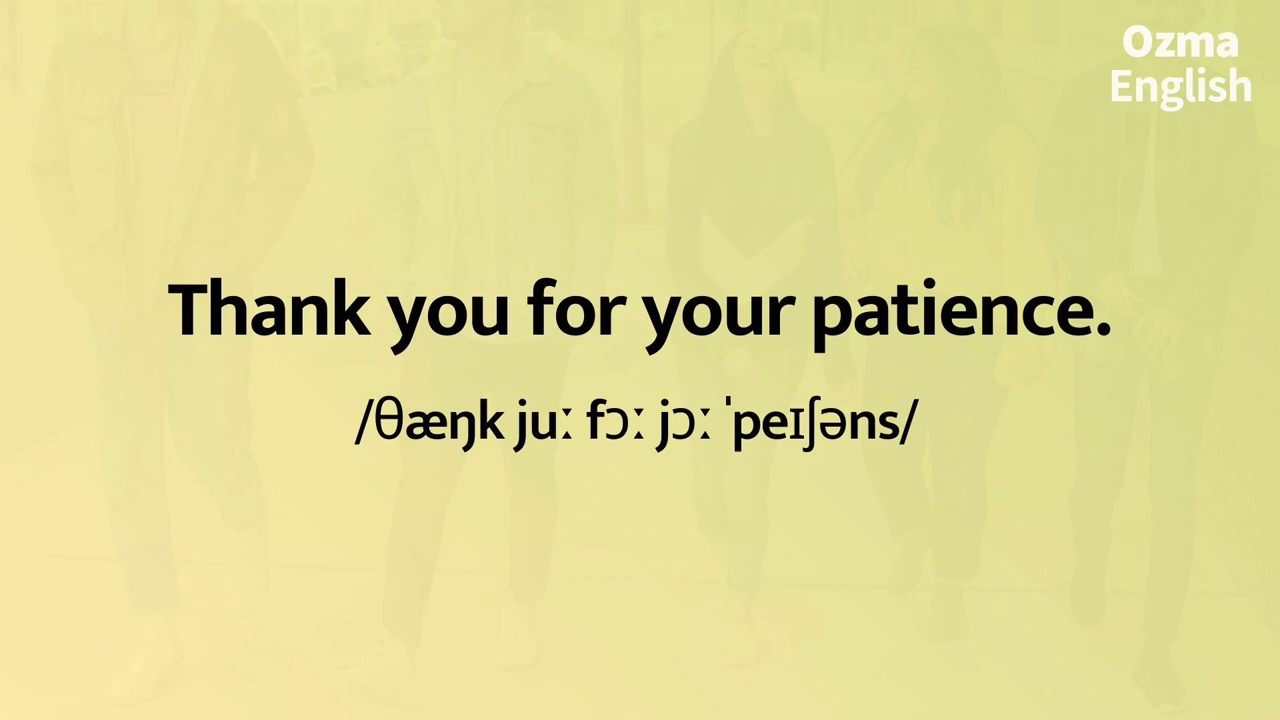 Ozma
English
Thank you for your patience.
/θæŋk juː fɔː jɔː ˈpeɪʃəns/